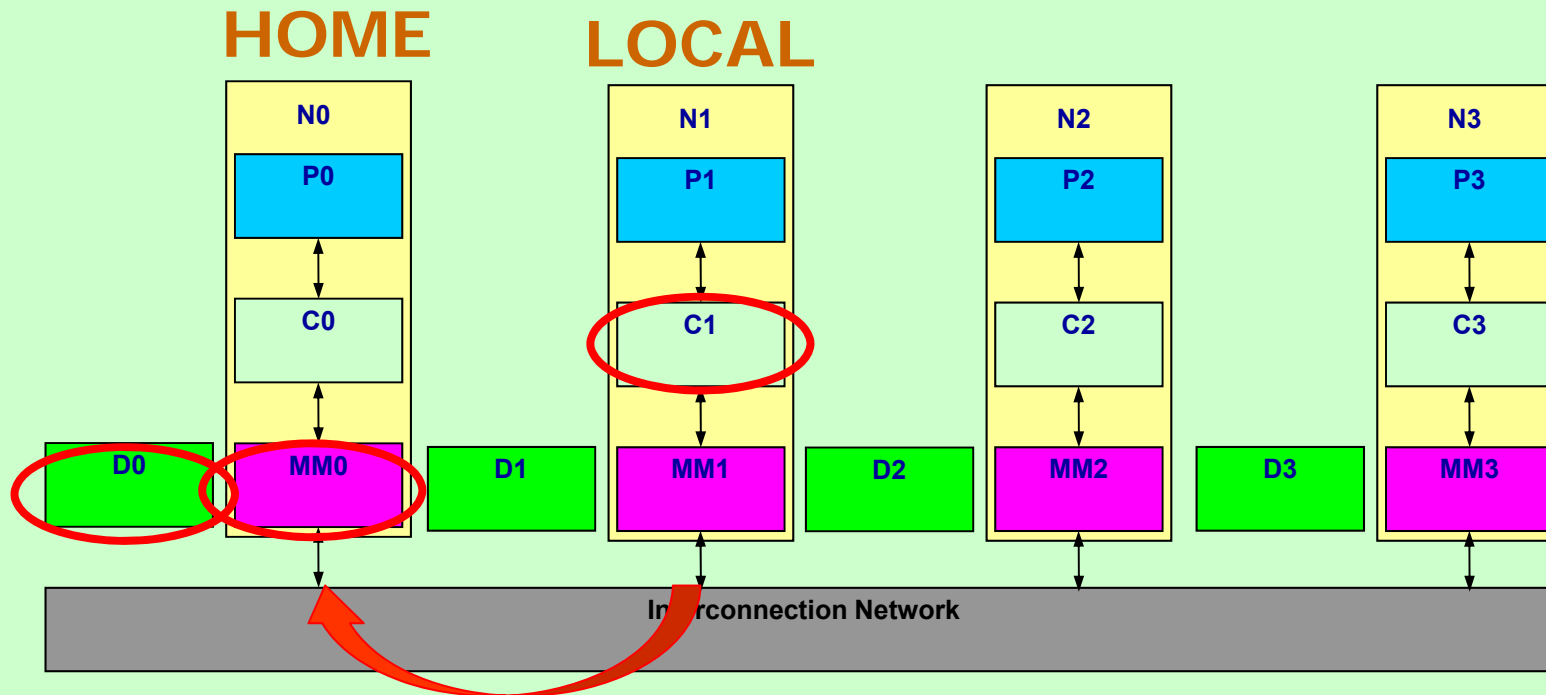 HOME LOCAL
N0 N1 N2 N3
P0 P1 P2 P3
C0 C1 C2 C3
D0 MM0 D1 MM1 D2 MM2 D3 MM3
Interconnection Network